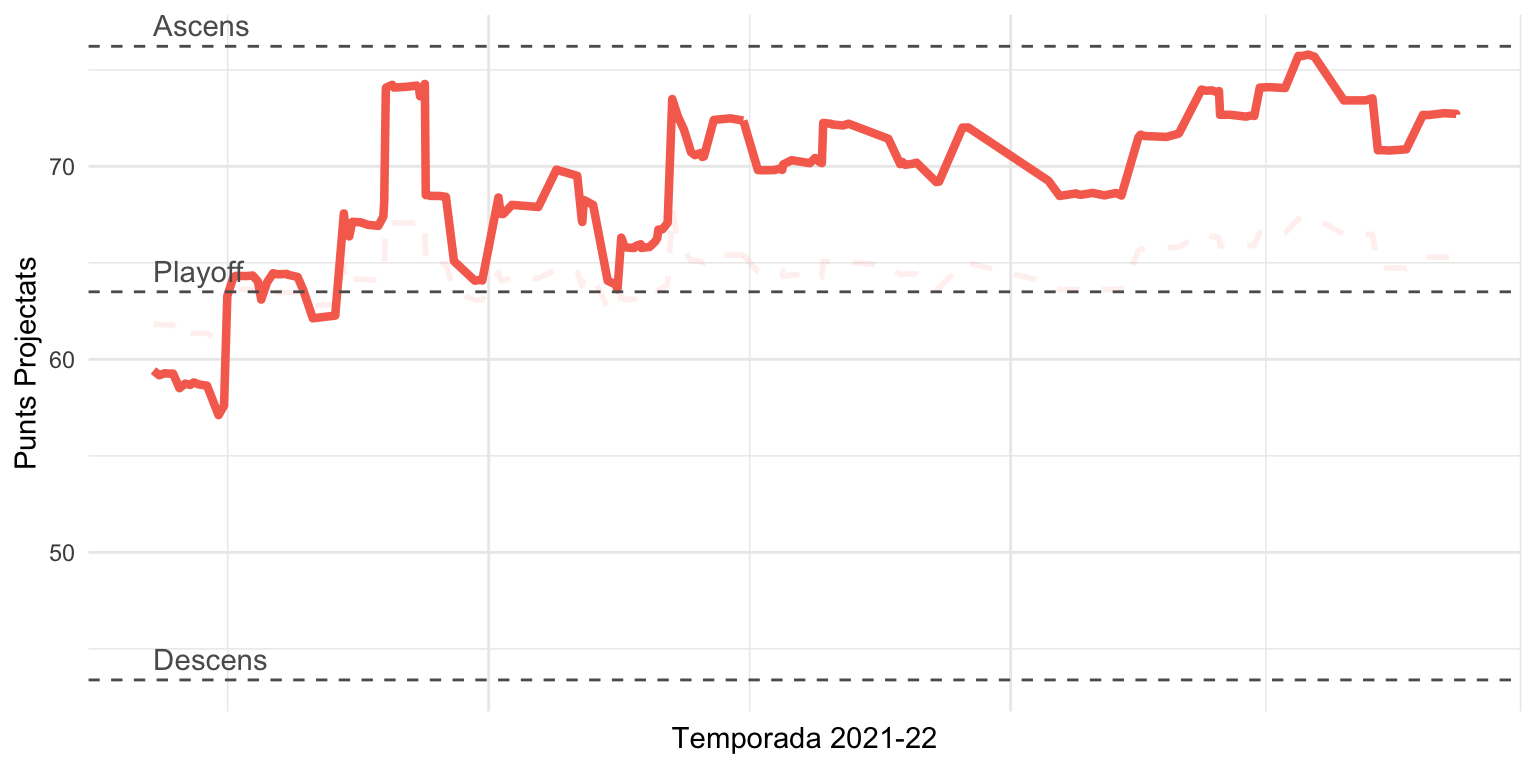 Ascens
70
Playoff
60
50
Descens
Punts Projectats
Temporada 2021-22